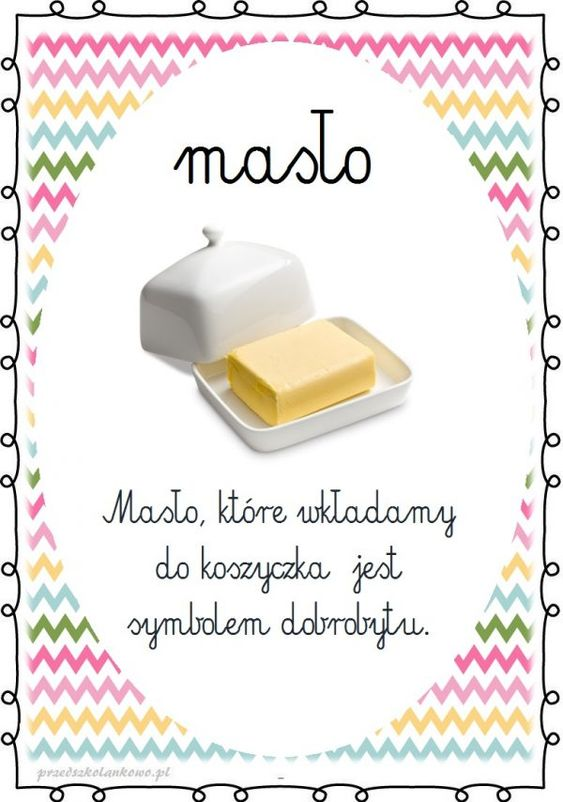 masło
Masło, które wkładamy
do koszyczka jest
symbolem dobrobytu.
przedszkolankowo.pl